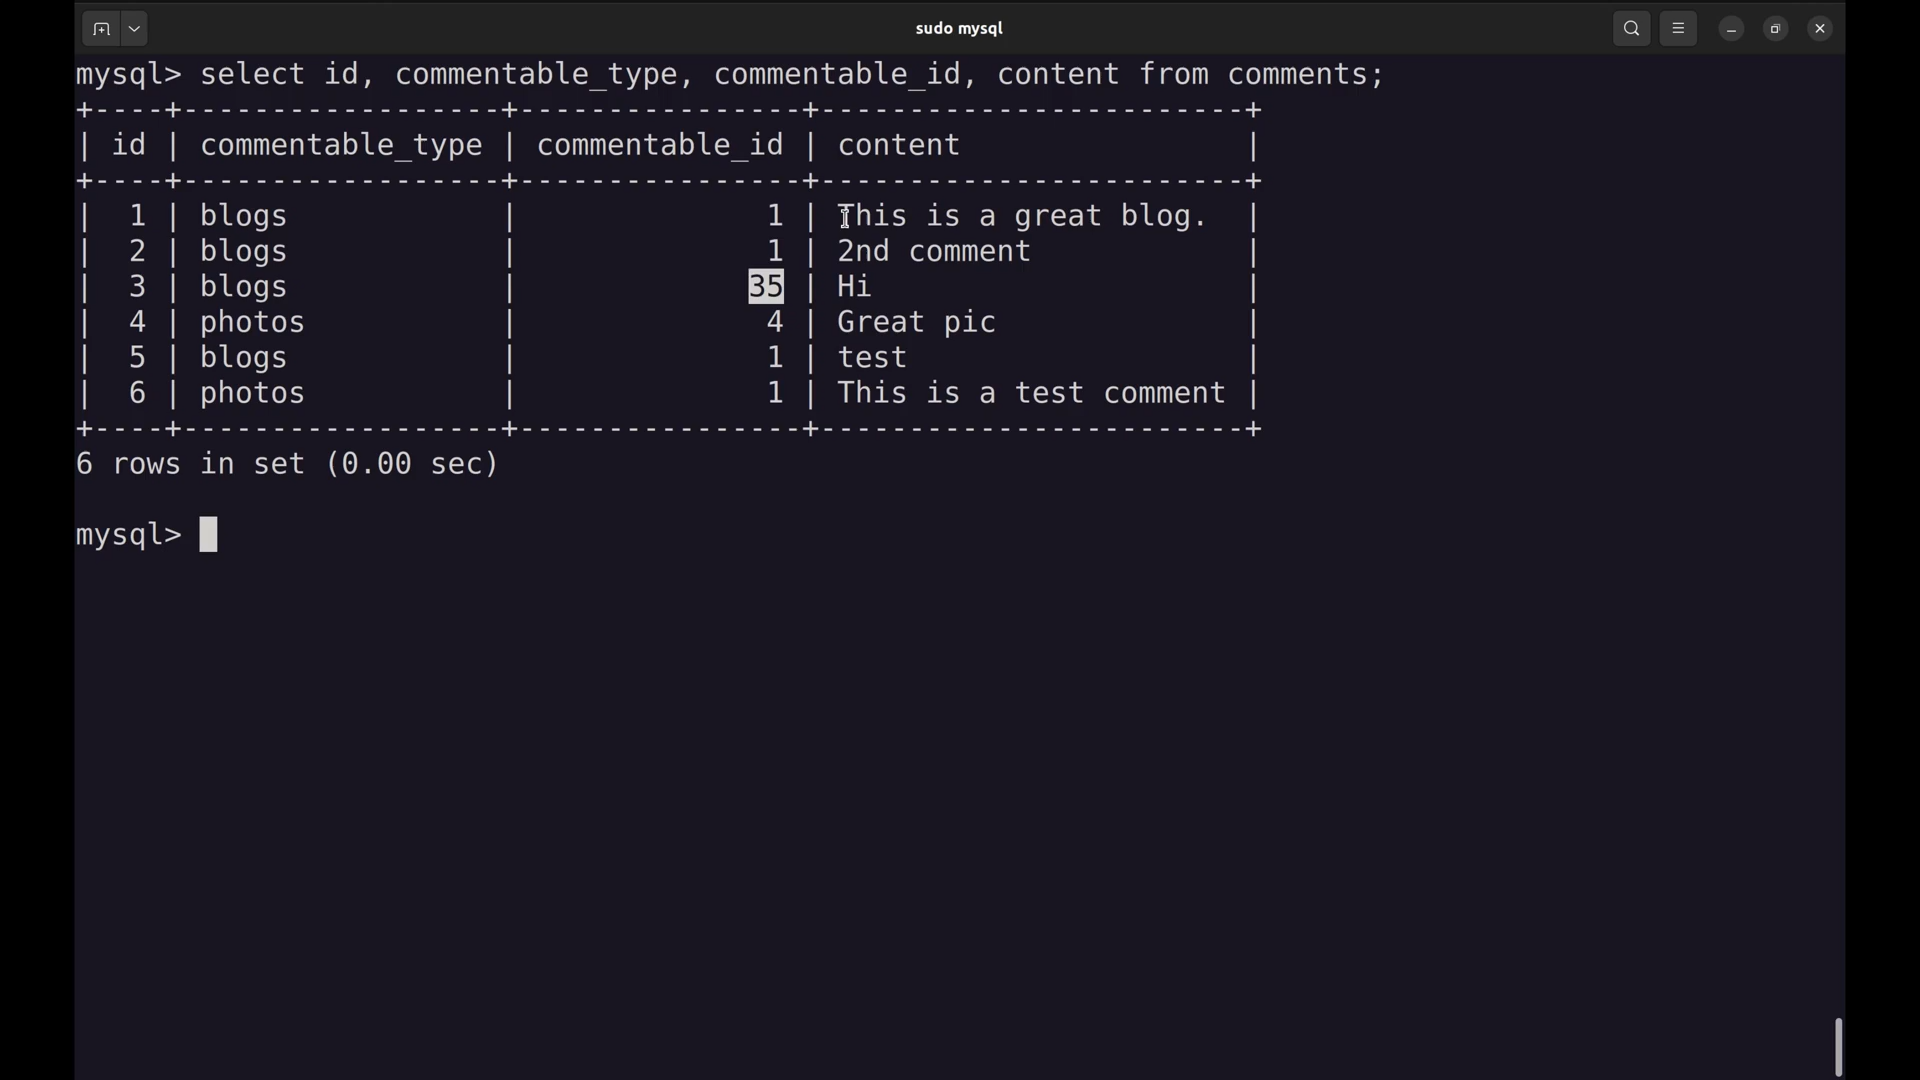 sudo mysql
mysql> select id, commentable_type, commentable_id, content from comments;
+----+------------------+----------------+------------------------+
| id | commentable_type | commentable_id | content                |
+----+------------------+----------------+------------------------+
|  1 | blogs            |              1 | This is a great blog.  |
|  2 | blogs            |              1 | 2nd comment            |
|  3 | blogs            |             35 | Hi                     |
|  4 | photos           |              4 | Great pic              |
|  5 | blogs            |              1 | test                   |
|  6 | photos           |              1 | This is a test comment |
+----+------------------+----------------+------------------------+
6 rows in set (0.00 sec)
mysql>